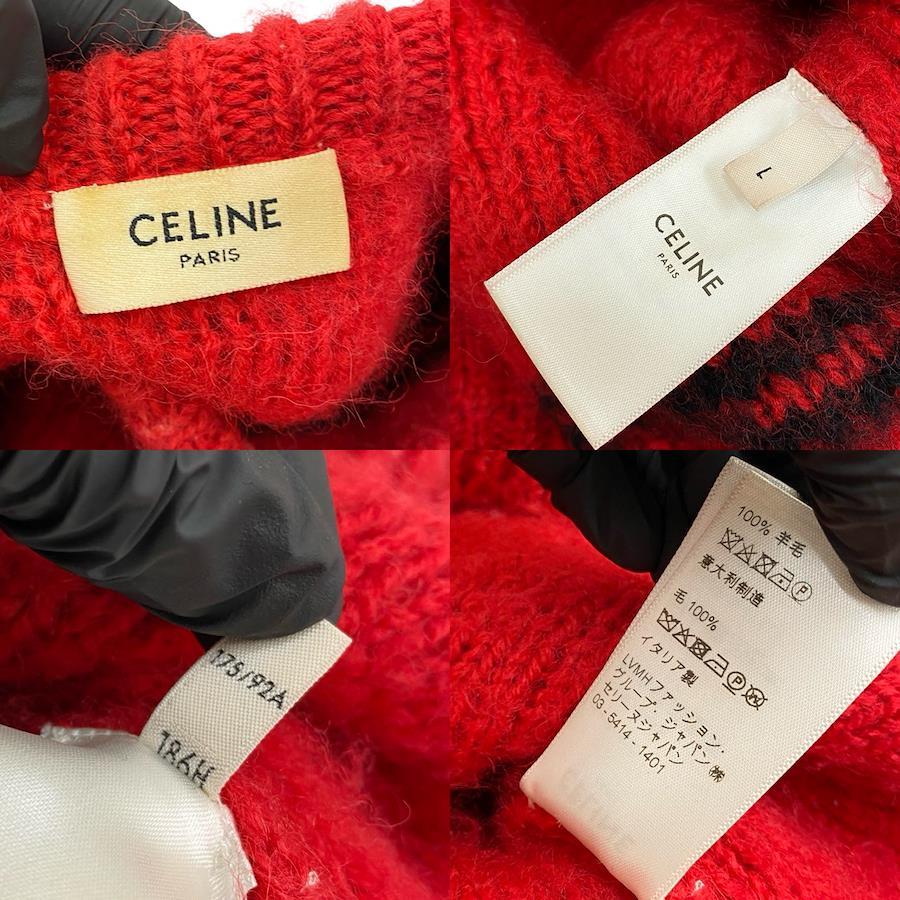 CELINE
PARIS
L
CELINE
PARIS
175/92A
T86H
100% 羊毛
意大利制造
毛 100%
イタリア製
LVMHファッション・
グループ・ジャパン㈱
セリーヌジャパン
03-5414-1401